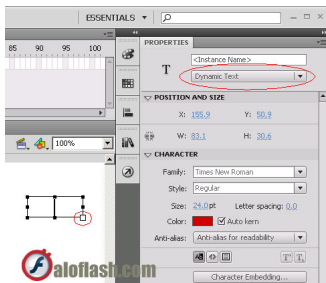 ESSENTIALS
85 90 95 100
PROPERTIES
<Instance Name>
T
Dynamic Text
POSITION AND SIZE
X: 155.9 Y: 50.9
W: 83.1 H: 30.6
100%
CHARACTER
Family: Times New Roman
Style: Regular
Size: 24.0 pt Letter spacing: 0.0
Color: Auto kern
Anti-alias: Anti-alias for readability
Character Embedding...
aloflash.com